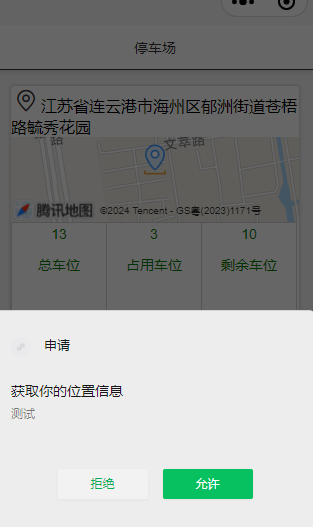 停车场
江苏省连云港市海州区郁洲街道苍梧
路毓秀花园
文萃路
腾讯地图 ©2024 Tencent - GS粤(2023)1171号
13 3 10
总车位 占用车位 剩余车位
申请
获取你的位置信息
测试
拒绝 允许